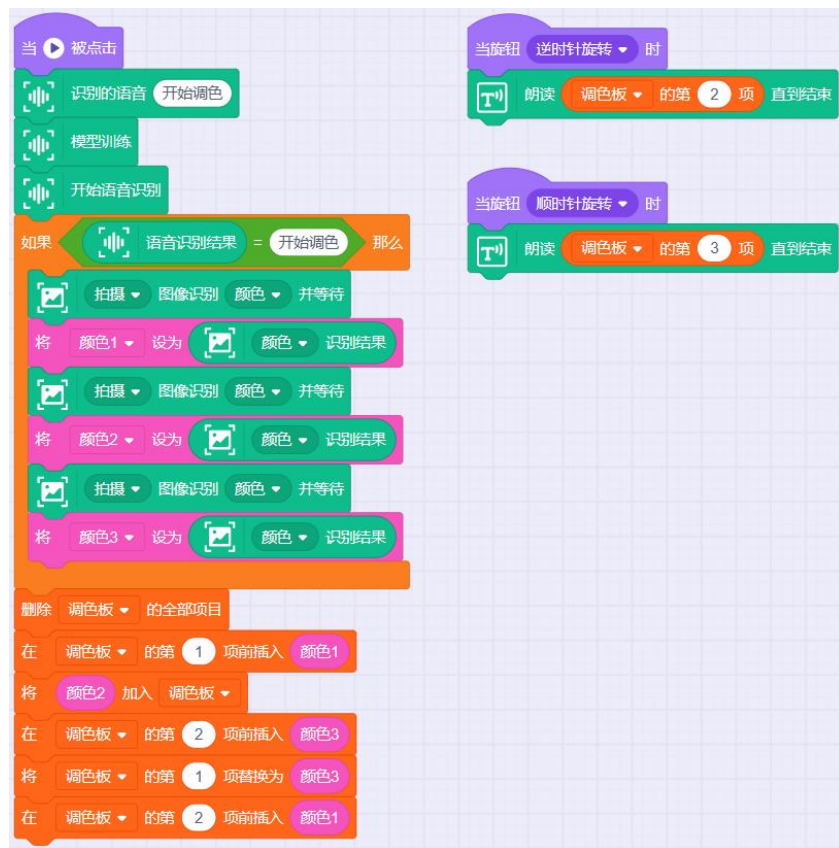 当 被点击
识别的语音 开始调色
模型训练
开始语音识别
如果 语音识别结果 = 开始调色 那么
拍摄 图像识别 颜色 并等待
将 颜色1 设为 颜色 识别结果
拍摄 图像识别 颜色 并等待
将 颜色2 设为 颜色 识别结果
拍摄 图像识别 颜色 并等待
将 颜色3 设为 颜色 识别结果
删除 调色板 的全部项目
在 调色板 的第 1 项前插入 颜色1
将 颜色2 加入 调色板
在 调色板 的第 2 项前插入 颜色3
将 调色板 的第 1 项替换为 颜色3
在 调色板 的第 2 项前插入 颜色1
当旋钮 逆时针旋转 时
T 朗读 调色板 的第 2 项 直到结束
当旋钮 顺时针旋转 时
T 朗读 调色板 的第 3 项 直到结束